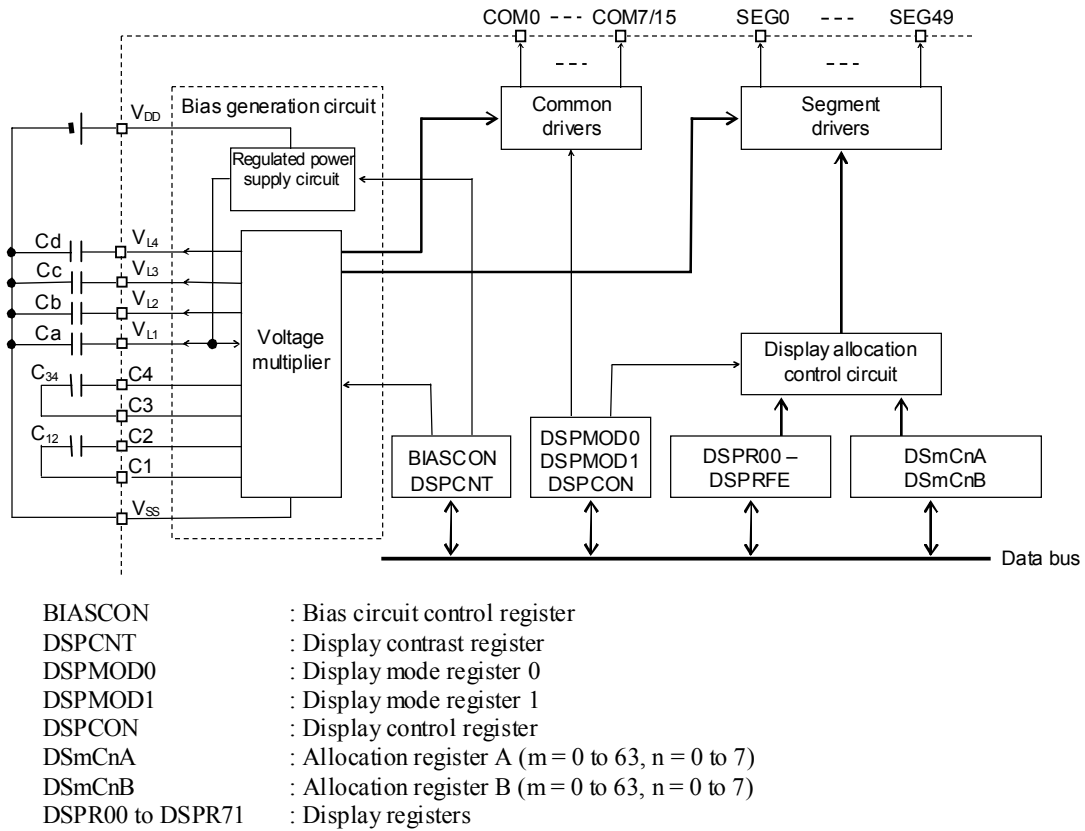 COM0 --- COM7/15 SEG0 --- SEG49
--- ---
Bias generation circuit
VDD
Common
drivers
Segment
drivers
Regulated power
supply circuit
Cd VL4
Cc VL3
Cb VL2
Ca VL1
Voltage
multiplier
Display allocation
control circuit
C34 C4
C3
C12 C2
C1
VSS
BIASCON
DSPCNT
DSPMOD0
DSPMOD1
DSPCON
DSPR00 –
DSPRFE
DSmCnA
DSmCnB
Data bus
BIASCON : Bias circuit control register
DSPCNT : Display contrast register
DSPMOD0 : Display mode register 0
DSPMOD1 : Display mode register 1
DSPCON : Display control register
DSmCnA : Allocation register A (m = 0 to 63, n = 0 to 7)
DSmCnB : Allocation register B (m = 0 to 63, n = 0 to 7)
DSPR00 to DSPR71 : Display registers